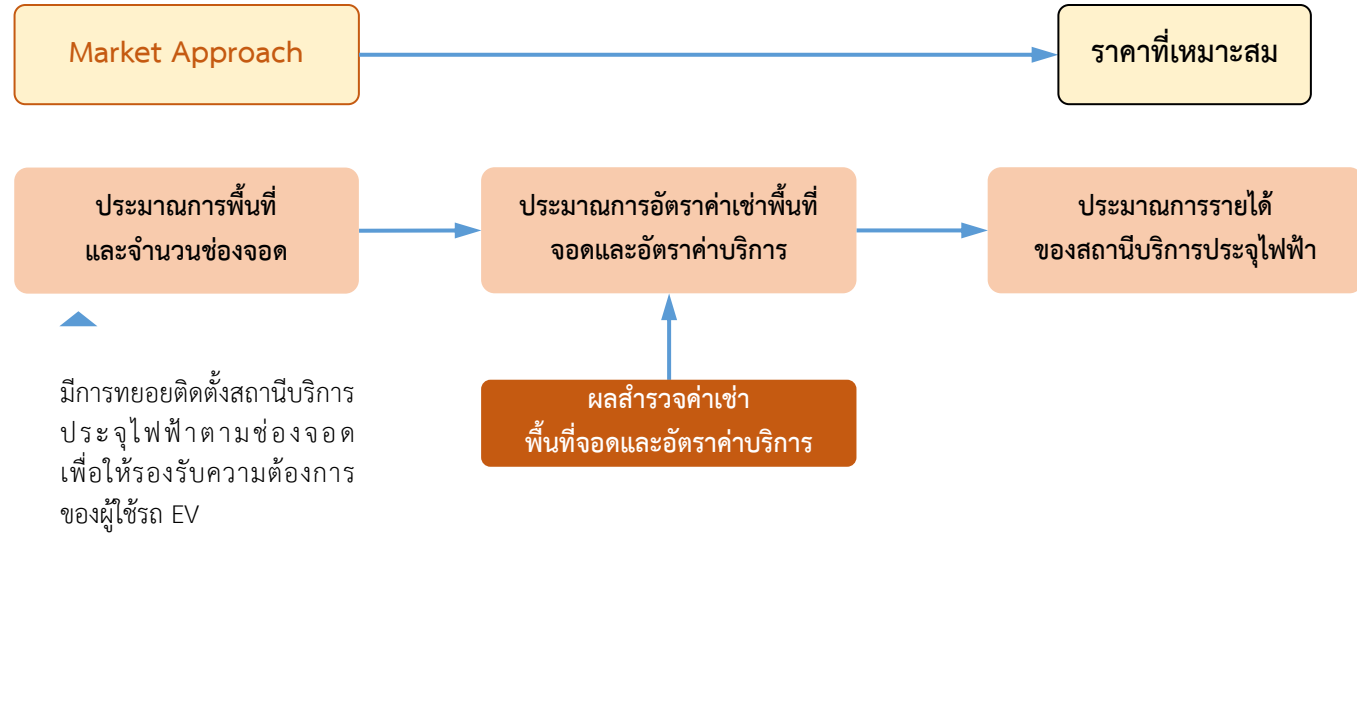 Market Approach
ราคาที่เหมาะสม
ประมาณการพื้นที่
และจำนวนช่องจอด
ประมาณการอัตราค่าเช่าพื้นที่
จอดและอัตราค่าบริการ
ประมาณการรายได้
ของสถานีบริการประจุไฟฟ้า
มีการทยอยติดตั้งสถานีบริการ
ประจุไฟฟ้าตามช่องจอด
เพื่อให้รองรับความต้องการ
ของผู้ใช้รถ EV
ผลสำรวจค่าเช่า
พื้นที่จอดและอัตราค่าบริการ